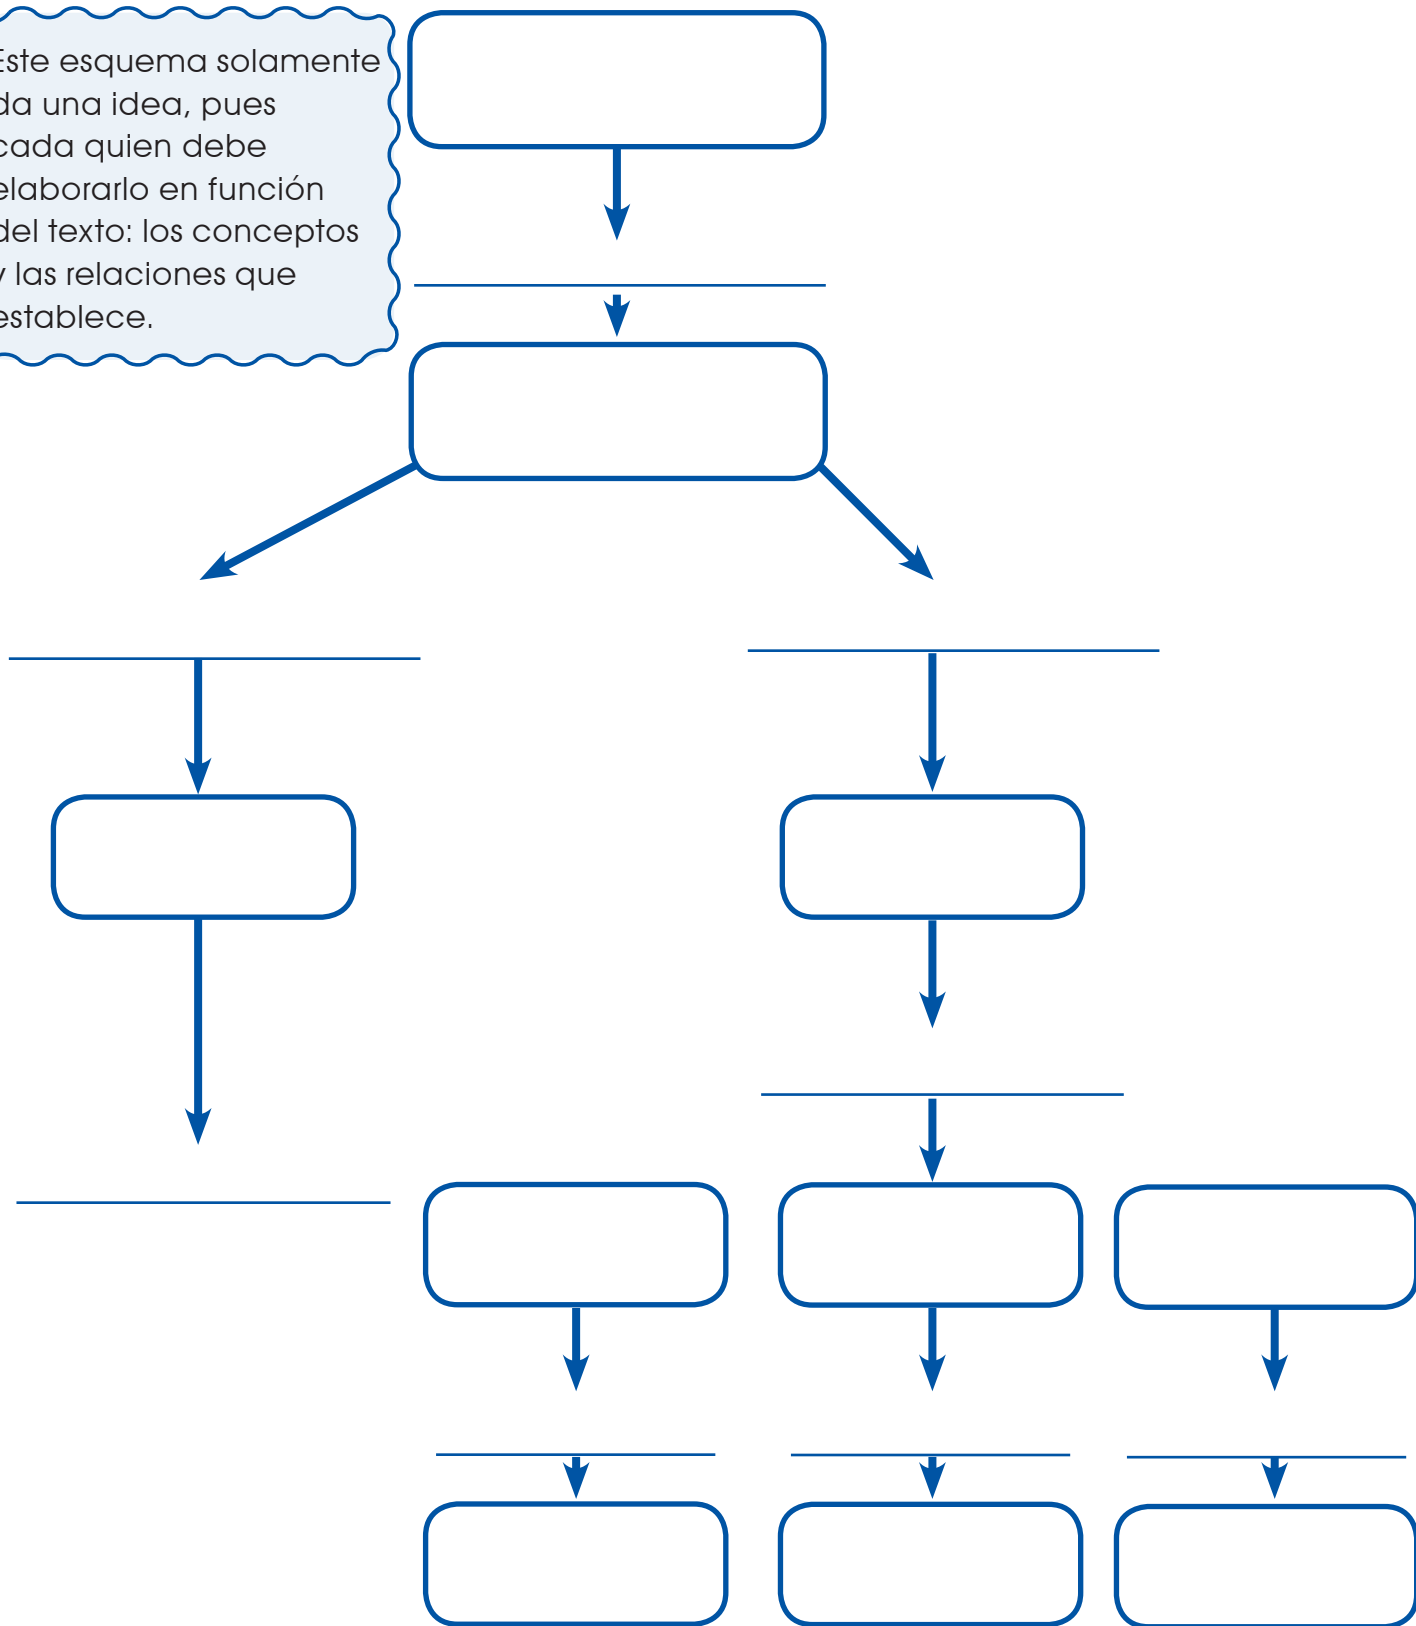 Este esquema solamente
da una idea, pues
cada quien debe
elaborarlo en función
del texto: los conceptos
y las relaciones que
establece.